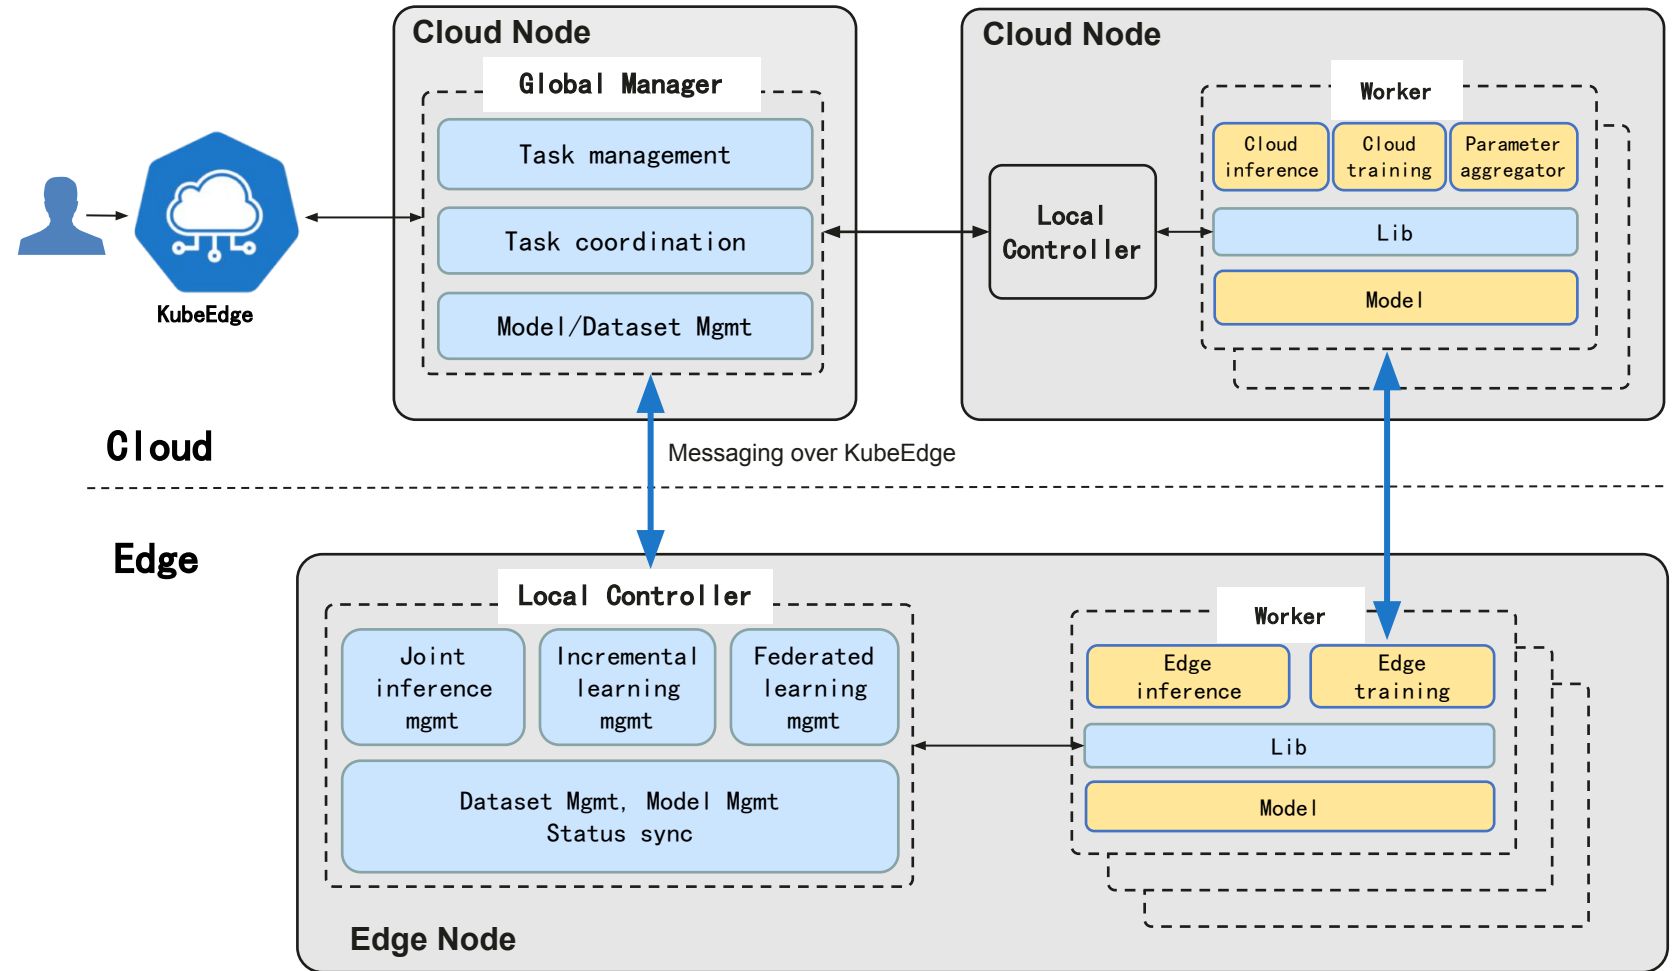 Cloud Node
Global Manager
Task management
Task coordination
Model/Dataset Mgmt
KubeEdge
Cloud Node
Worker
Cloud
inference
Cloud
training
Parameter
aggregator
Local
Controller
Lib
Model
Cloud
Messaging over KubeEdge
Edge
Local Controller
Joint
inference
mgmt
Incremental
learning
mgmt
Federated
learning
mgmt
Dataset Mgmt, Model Mgmt
Status sync
Worker
Edge
inference
Edge
training
Lib
Model
Edge Node